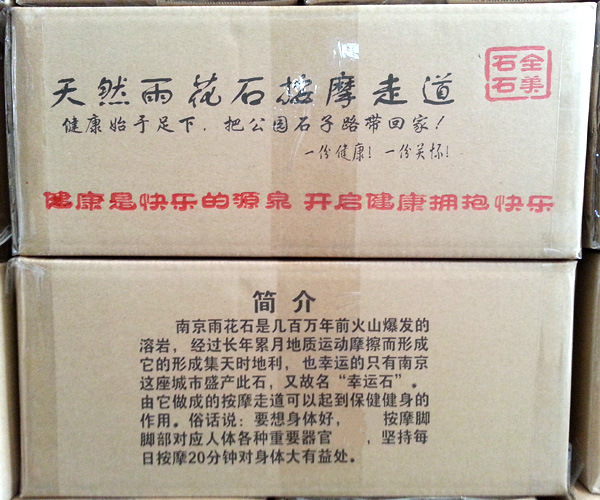 天然雨花石按摩走道
全美石石
健康始于足下.把公园石子路带回家!
一份健康!一份关怀!
健康是快乐的源泉 开启健康拥抱快乐
简介
南京雨花石是几百万年前火山爆发的
溶岩,经过长年累月地质运动摩擦而形成
它的形成集天时地利,也幸运的只有南京
这座城市盛产此石,又故名“幸运石”。
由它做成的按摩走道可以起到保健健身的
作用。俗话说:要想身体好, 按摩脚
脚部对应人体各种重要器官 ,坚持每
日按摩20分钟对身体大有益处。